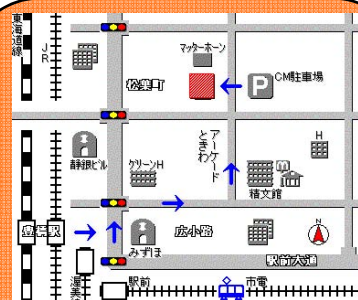 東海道線
JR
マッターホーン
松葉町
P
CM駐車場
静銀ビル
グリーンH
アーケード
ときわ
H
m
精文館
豊橋駅
みずほ
広小路
N
駅前大通
渥美
駅前
市電